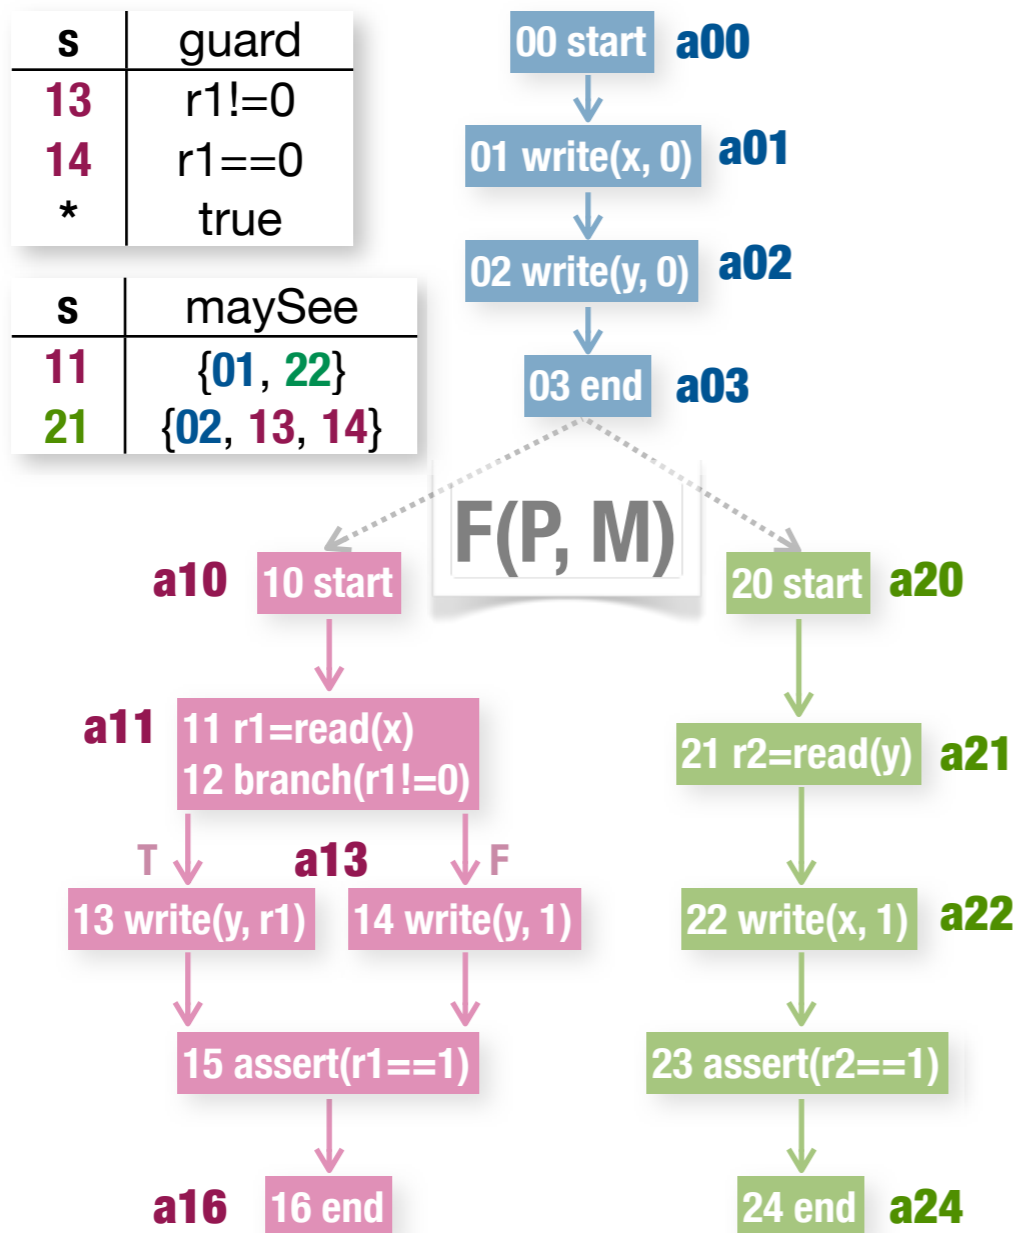 s guard
13 r1!=0
14 r1==0
* true
s maySee
11 {01, 22}
21 {02, 13, 14}
00 start a00
01 write(x, 0) a01
02 write(y, 0) a02
03 end a03
F(P, M)
a10 10 start
20 start a20
a11 11 r1=read(x)
12 branch(r1!=0)
21 r2=read(y) a21
T a13 F
13 write(y, r1) 14 write(y, 1)
22 write(x, 1) a22
15 assert(r1==1)
23 assert(r2==1)
a16 16 end
24 end a24